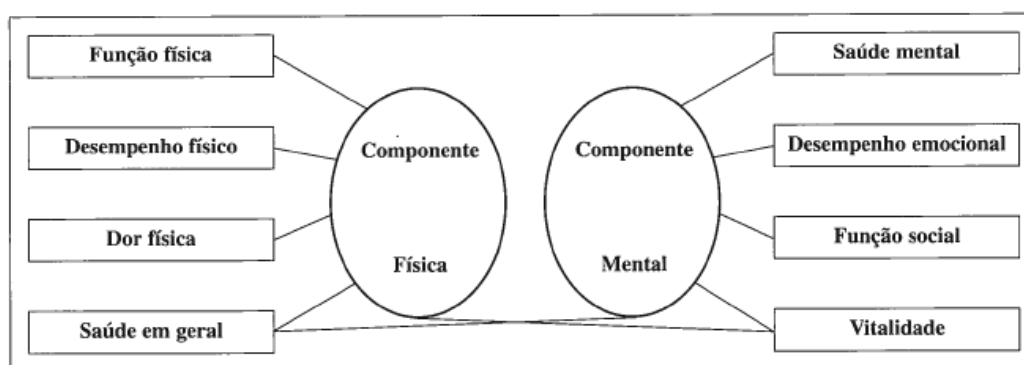 Função física
Desempenho físico
Dor física
Saúde em geral
Componente
Física
Componente
Mental
Saúde mental
Desempenho emocional
Função social
Vitalidade